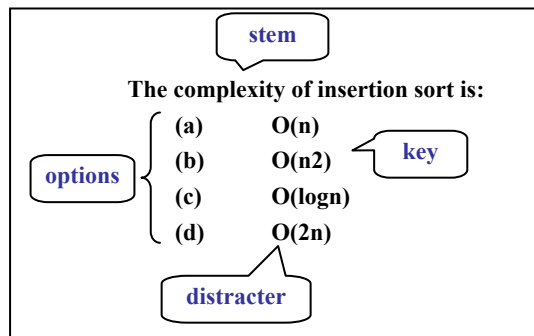 stem
The complexity of insertion sort is:
(a) O(n)
(b) O(n2)
key
options
(c) O(logn)
(d) O(2n)
distracter